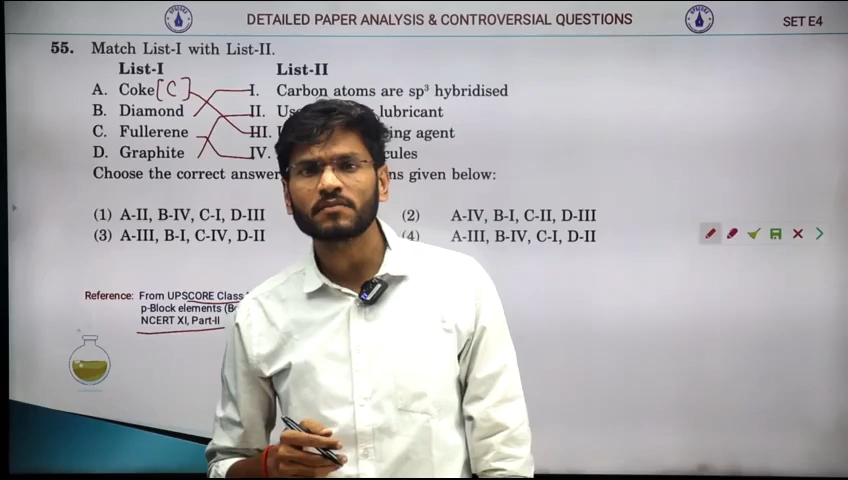 DETAILED PAPER ANALYSIS & CONTROVERSIAL QUESTIONS
SET E4
55. Match List-I with List-II.
List-I List-II
A. Coke [C] I. Carbon atoms are sp³ hybridised
B. Diamond II. lubricant
C. Fullerene III. agent
D. Graphite IV.
Choose the correct answer given below:
(1) A-II, B-IV, C-I, D-III (2) A-IV, B-I, C-II, D-III
(3) A-III, B-I, C-IV, D-II (4) A-III, B-IV, C-I, D-II
Reference: From UPSCORE Class
p-Block elements
NCERT XI, Part-II